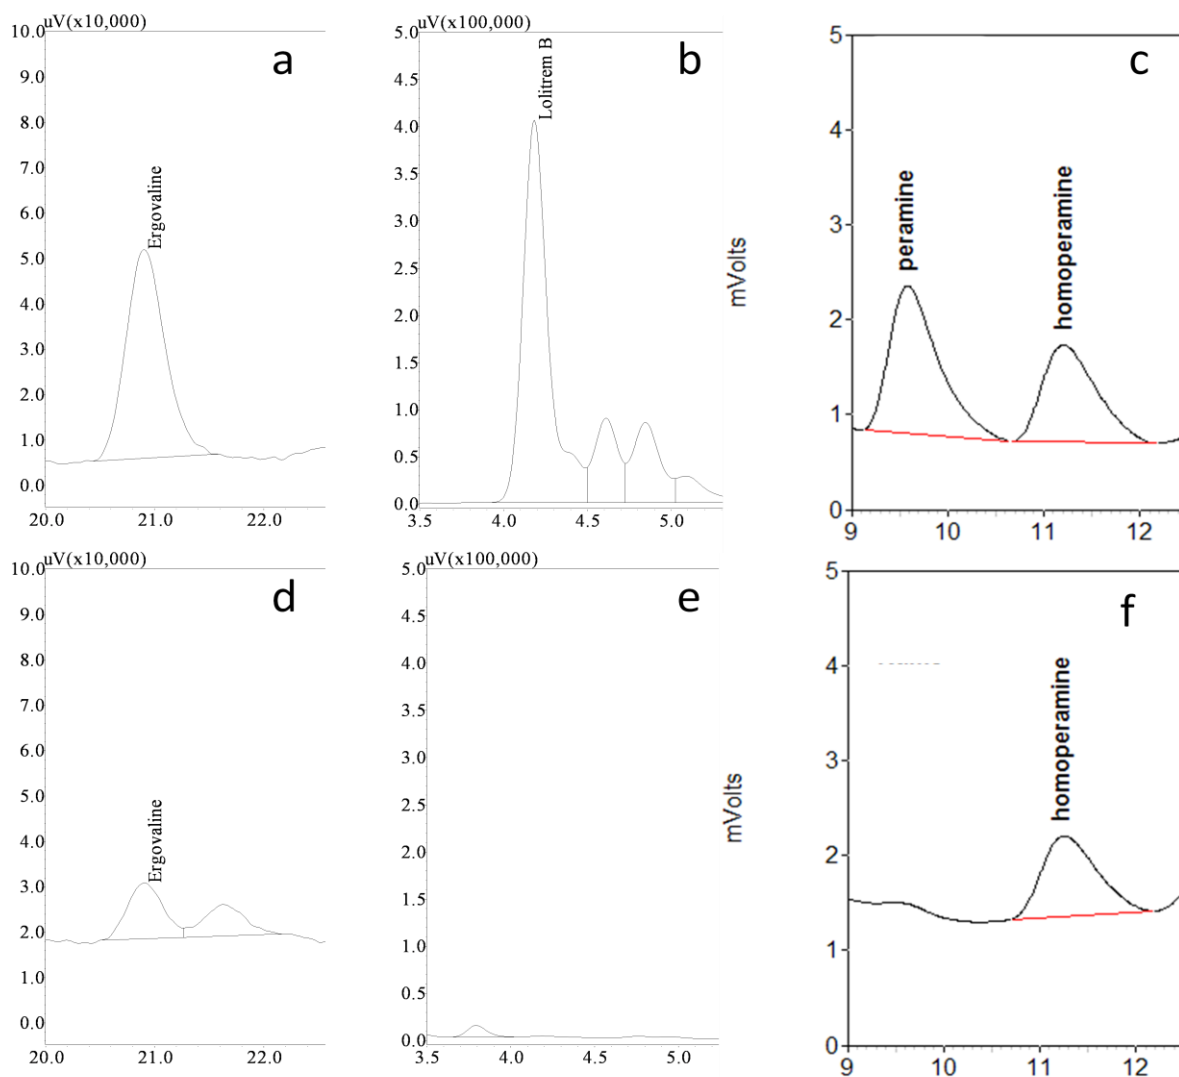 uV(x10,000)
10.0
9.0
8.0
7.0
6.0
5.0
4.0
3.0
2.0
1.0
0.0
20.0 21.0 22.0
Ergovaline
a
uV(x100,000)
5.0
4.5
4.0
3.5
3.0
2.5
2.0
1.5
1.0
0.5
0.0
3.5 4.0 4.5 5.0
Lolitrem B
b
mVolts
5
4
3
2
1
0
9 10 11 12
peramine
homoperamine
c
uV(x10,000)
10.0
9.0
8.0
7.0
6.0
5.0
4.0
3.0
2.0
1.0
0.0
20.0 21.0 22.0
Ergovaline
d
uV(x100,000)
5.0
4.5
4.0
3.5
3.0
2.5
2.0
1.5
1.0
0.5
0.0
3.5 4.0 4.5 5.0
e
mVolts
5
4
3
2
1
0
9 10 11 12
homoperamine
f